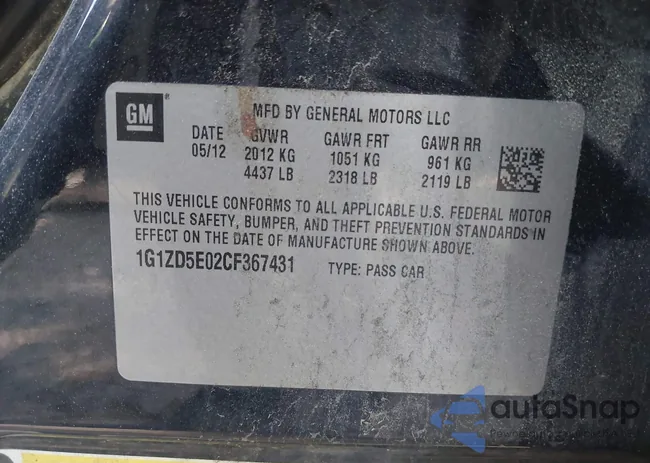 GM
MFD BY GENERAL MOTORS LLC
DATE GVWR GAWR FRT GAWR RR
05/12 2012 KG 1051 KG 961 KG
4437 LB 2318 LB 2119 LB
THIS VEHICLE CONFORMS TO ALL APPLICABLE U.S. FEDERAL MOTOR
VEHICLE SAFETY, BUMPER, AND THEFT PREVENTION STANDARDS IN
EFFECT ON THE DATE OF MANUFACTURE SHOWN ABOVE.
1G1ZD5E02CF367431 TYPE: PASS CAR
autoSnap